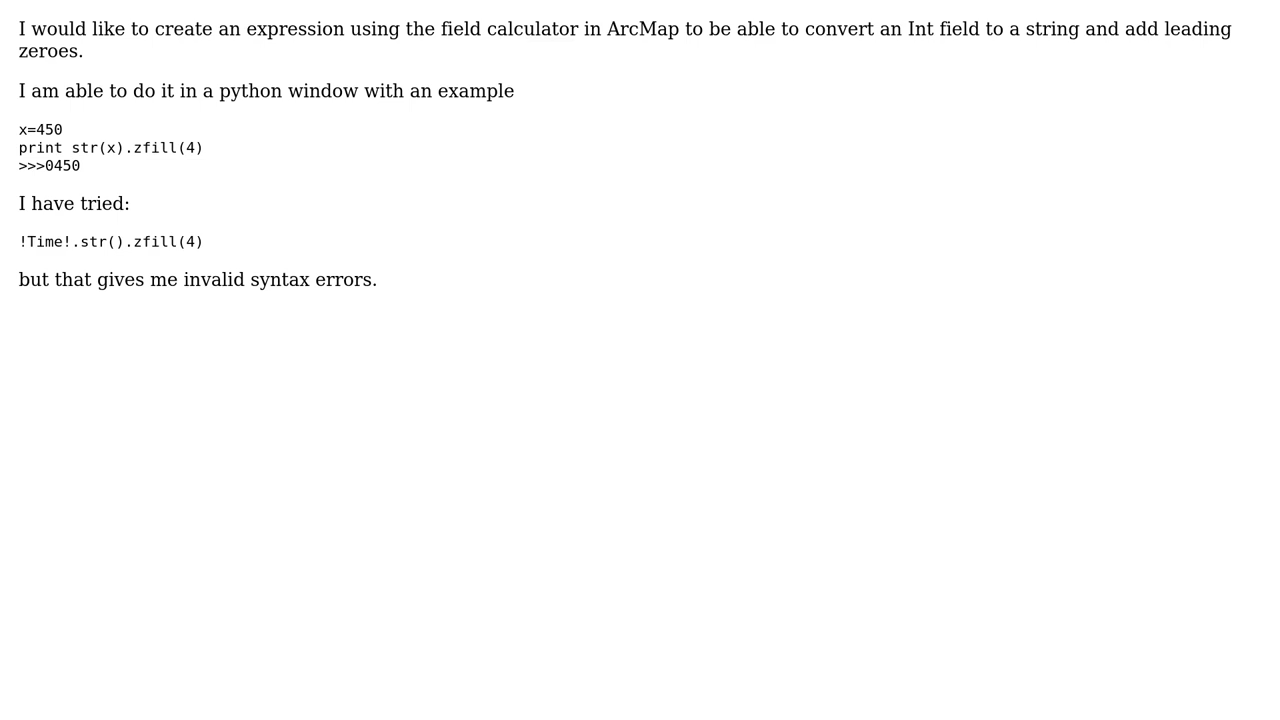 I would like to create an expression using the field calculator in ArcMap to be able to convert an Int field to a string and add leading
zeroes.
I am able to do it in a python window with an example
x=450
print str(x).zfill(4)
>>>0450
I have tried:
!Time!.str().zfill(4)
but that gives me invalid syntax errors.